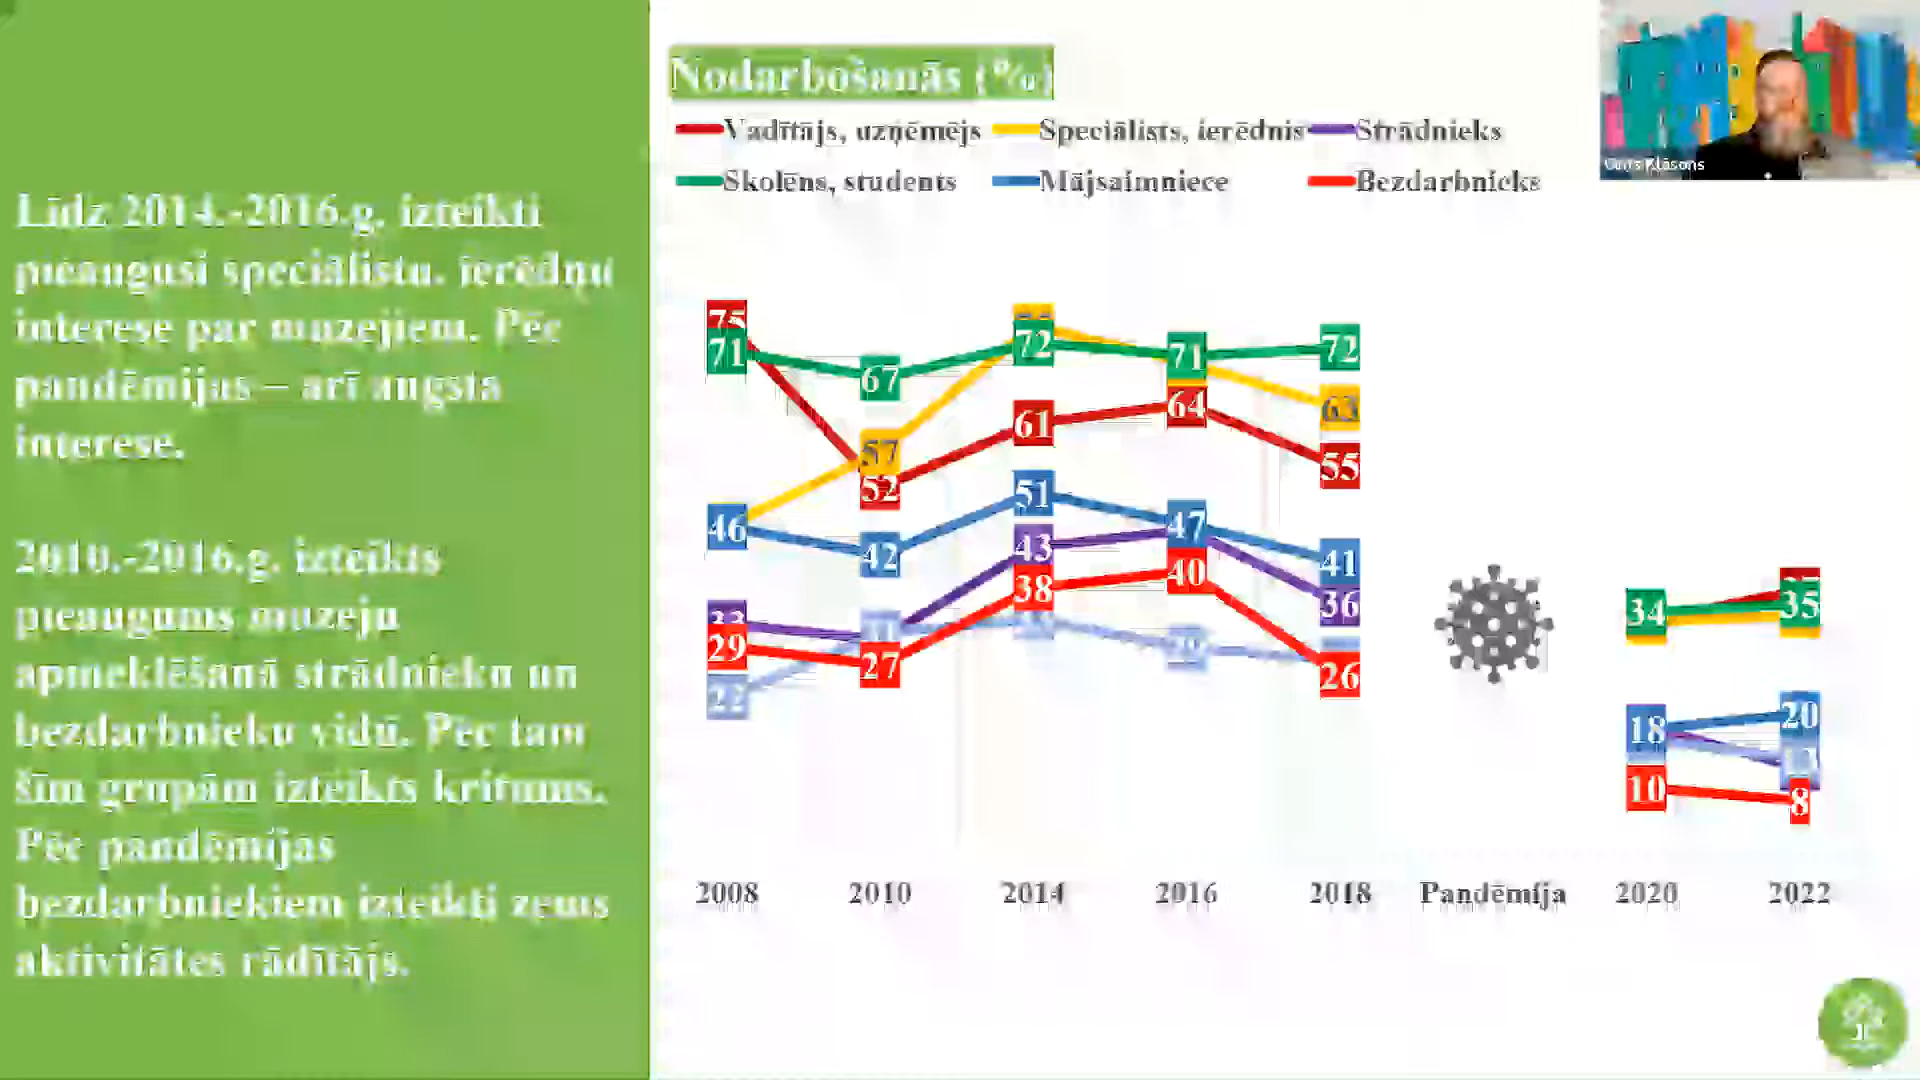 Līdz 2014.-2016.g. izteikti
pieaugusi speciālistu, ierēdņu
interese par muzejiem. Pēc
pandēmijas – arī augsta
interese.
2010.-2016.g. izteikts
pieaugums muzeju
apmeklēšanā strādnieku un
bezdarbnieku vidū. Pēc tam
šīm grupām izteikts kritums.
Pēc pandēmijas
bezdarbniekiem izteikti zems
aktivitātes rādītājs.
Nodarbošanās (%)
Vadītājs, uzņēmējs Speciālists, ierēdnis Strādnieks
Skolēns, students Mājsaimniece Bezdarbnieks
Klāsons
75
71 67 72 71 72
57 63
52 61 64 55
46 42 51 47 41
33 43 36
29 27 38 40 26
22
34 35
18 20
10 8
2008 2010 2014 2016 2018 Pandēmija 2020 2022